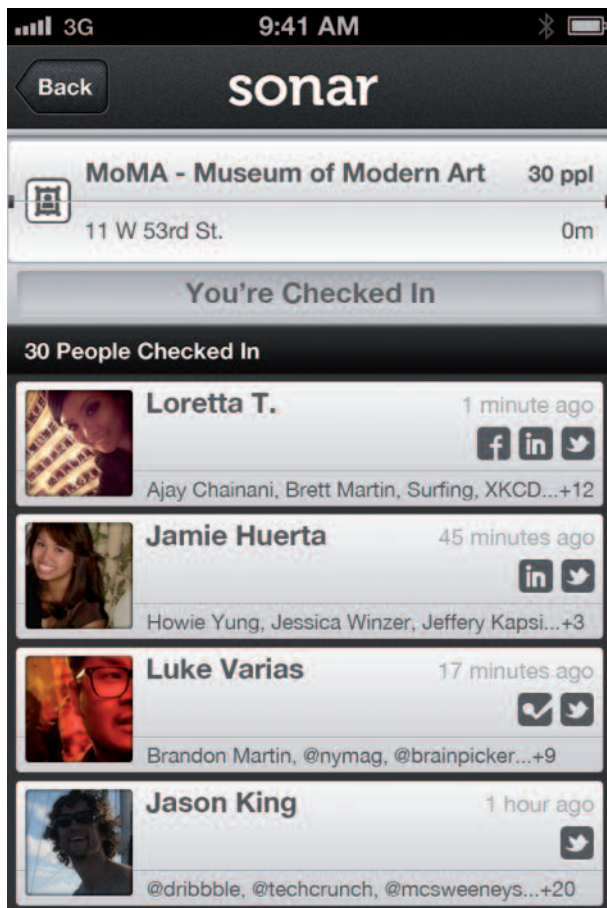 3G 9:41 AM
Back sonar
MoMA - Museum of Modern Art 30 ppl
11 W 53rd St. 0m
You're Checked In
30 People Checked In
Loretta T. 1 minute ago
f in
Ajay Chainani, Brett Martin, Surfing, XKCD...+12
Jamie Huerta 45 minutes ago
in
Howie Yung, Jessica Winzer, Jeffery Kapsi...+3
Luke Varias 17 minutes ago
Brandon Martin, @nymag, @brainpicker...+9
Jason King 1 hour ago
@dribbble, @techcrunch, @mcsweeneys...+20